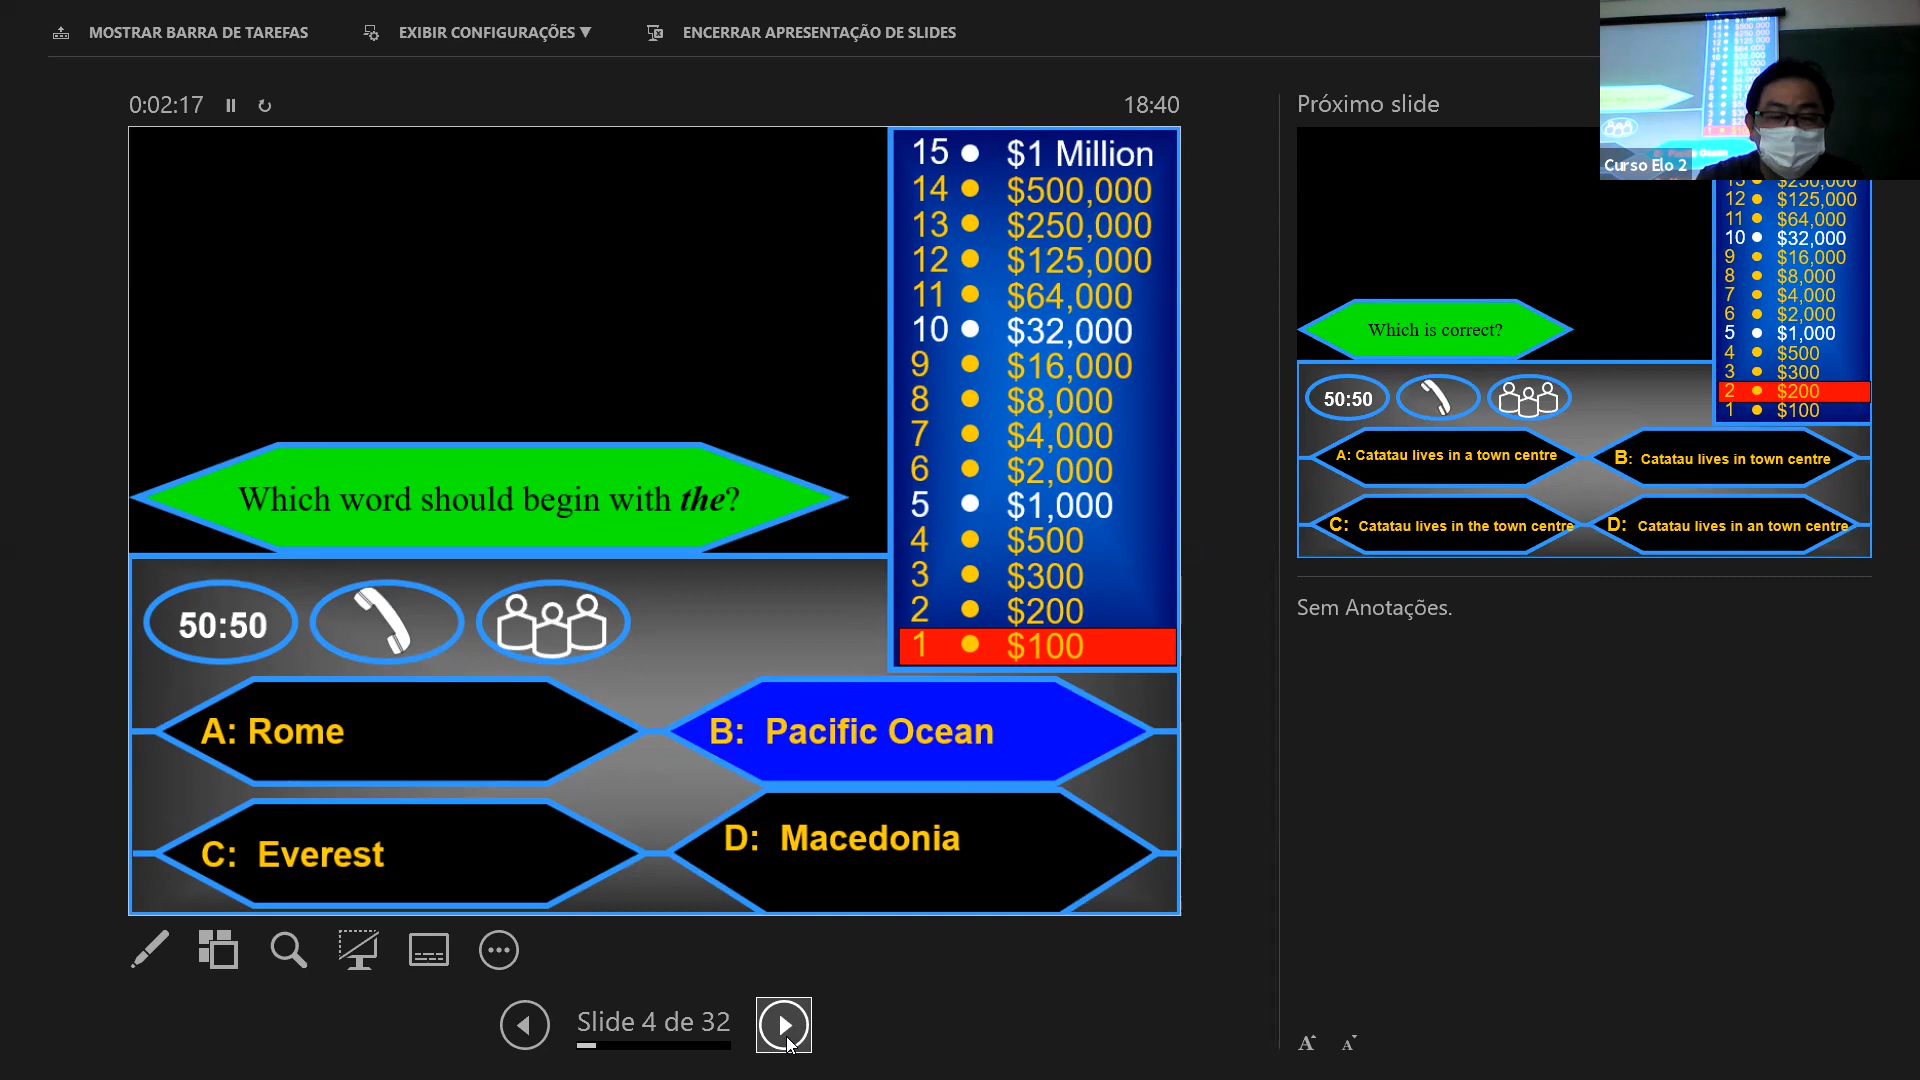 MOSTRAR BARRA DE TAREFAS
EXIBIR CONFIGURAÇÕES ▼
ENCERRAR APRESENTAÇÃO DE SLIDES
0:02:17
18:40
Próximo slide
Curso Elo 2
15 • $1 Million
14 • $500,000
13 • $250,000
12 • $125,000
11 • $64,000
10 • $32,000
9 • $16,000
8 • $8,000
7 • $4,000
6 • $2,000
5 • $1,000
4 • $500
3 • $300
2 • $200
1 • $100
Which word should begin with the?
50:50
A: Rome
B: Pacific Ocean
C: Everest
D: Macedonia
Slide 4 de 32
13 • $250,000
12 • $125,000
11 • $64,000
10 • $32,000
9 • $16,000
8 • $8,000
7 • $4,000
6 • $2,000
5 • $1,000
4 • $500
3 • $300
2 • $200
1 • $100
Which is correct?
50:50
A: Catatau lives in a town centre
B: Catatau lives in town centre
C: Catatau lives in the town centre
D: Catatau lives in an town centre
Sem Anotações.
A A